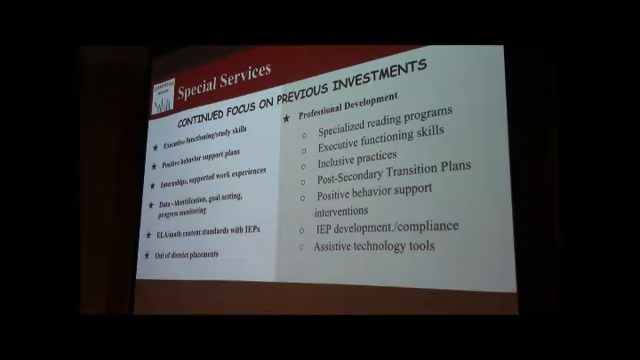 Special Services
CONTINUED FOCUS ON PREVIOUS INVESTMENTS
★ Executive functioning/study skills
★ Positive behavior support plans
★ Internships, supported work experiences
★ Data - identification, goal setting,
progress monitoring
★ ELA/math content standards with IEPs
★ Out of district placements
★ Professional Development
○ Specialized reading programs
○ Executive functioning skills
○ Inclusive practices
○ Post-Secondary Transition Plans
○ Positive behavior support
interventions
○ IEP development./compliance
○ Assistive technology tools